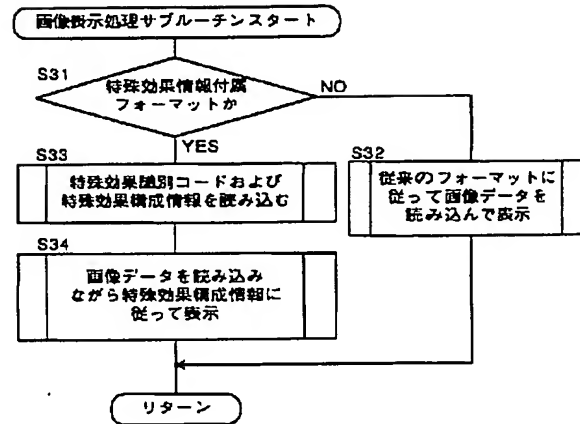 画像表示処理サブルーチンスタート
S31
特殊効果情報付属
フォーマットか
NO
YES
S33
特殊効果識別コードおよび
特殊効果構成情報を読み込む
S32
従来のフォーマットに
従って画像データを
読み込んで表示
S34
画像データを読み込み
ながら特殊効果構成情報に
従って表示
リターン